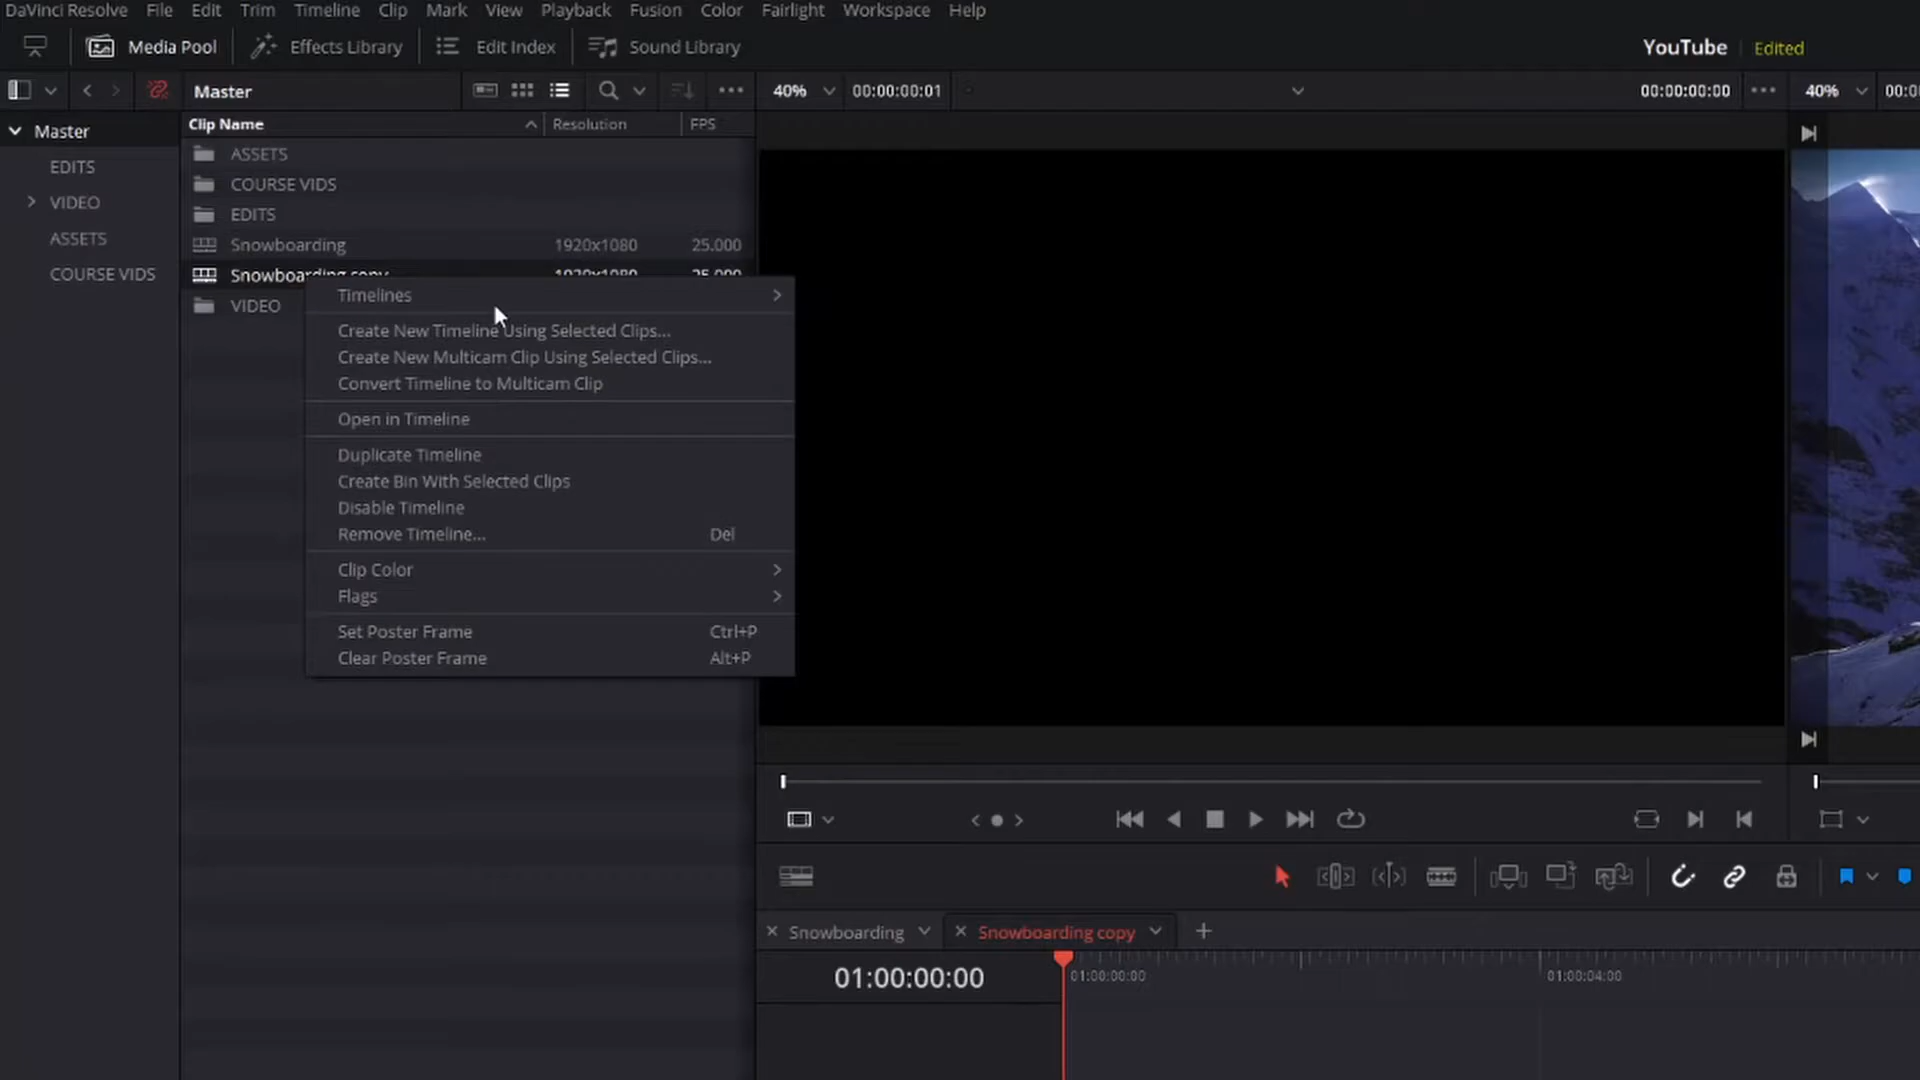 DaVinci Resolve File Edit Trim Timeline Clip Mark View Playback Fusion Color Fairlight Workspace Help
Media Pool Effects Library Edit Index Sound Library YouTube Edited
Master 40% 00:00:00:01 00:00:00:00 40%
Master Clip Name Resolution FPS
ASSETS
EDITS COURSE VIDS
VIDEO EDITS
ASSETS Snowboarding 1920x1080 25.000
COURSE VIDS Snowboarding copy 1920x1080 25.000
VIDEO
Timelines
Create New Timeline Using Selected Clips...
Create New Multicam Clip Using Selected Clips...
Convert Timeline to Multicam Clip
Open in Timeline
Duplicate Timeline
Create Bin With Selected Clips
Disable Timeline
Remove Timeline... Del
Clip Color
Flags
Set Poster Frame Ctrl+P
Clear Poster Frame Alt+P
Snowboarding Snowboarding copy
01:00:00:00 01:00:00:00 01:00:04:00